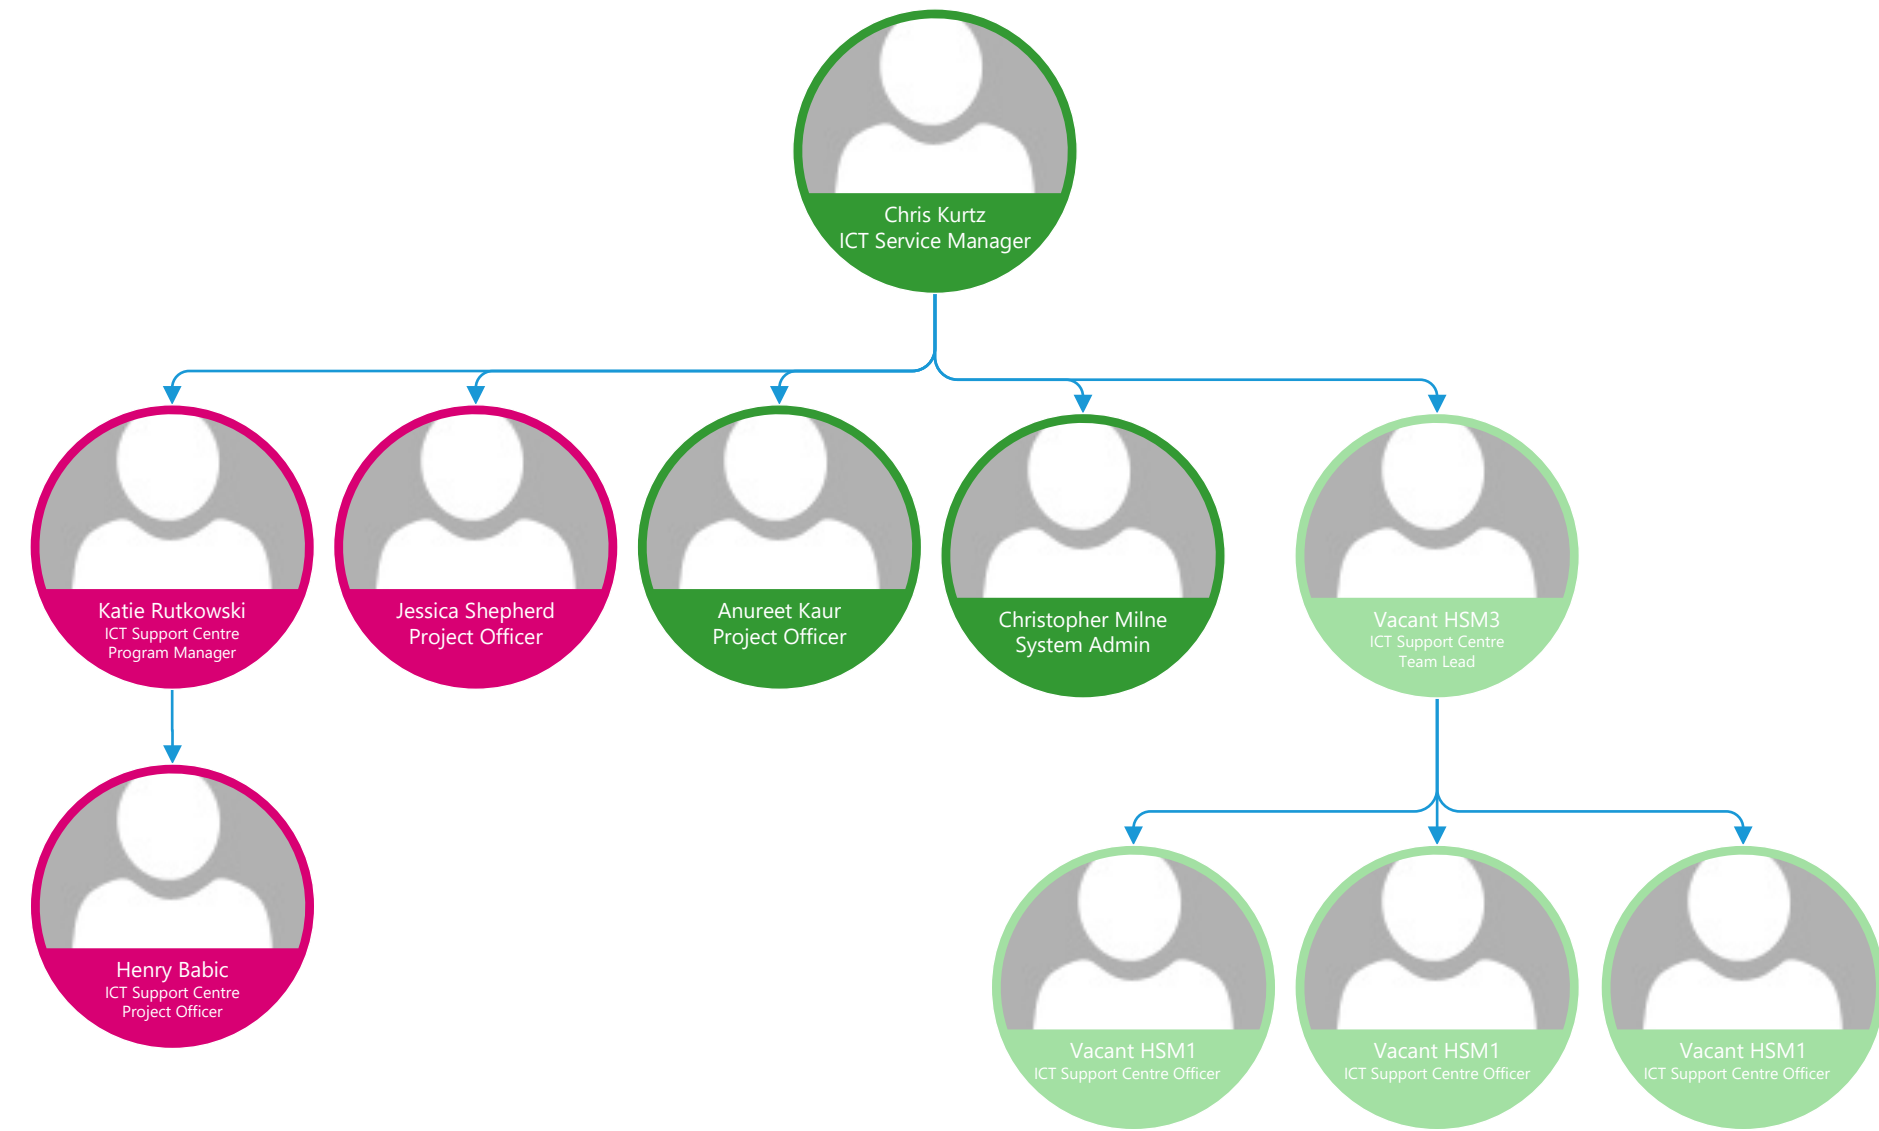 Chris Kurtz
ICT Service Manager
Katie Rutkowski
ICT Support Centre
Program Manager
Jessica Shepherd
Project Officer
Anureet Kaur
Project Officer
Christopher Milne
System Admin
Vacant HSM3
ICT Support Centre
Team Lead
Henry Babic
ICT Support Centre
Project Officer
Vacant HSM1
ICT Support Centre Officer
Vacant HSM1
ICT Support Centre Officer
Vacant HSM1
ICT Support Centre Officer